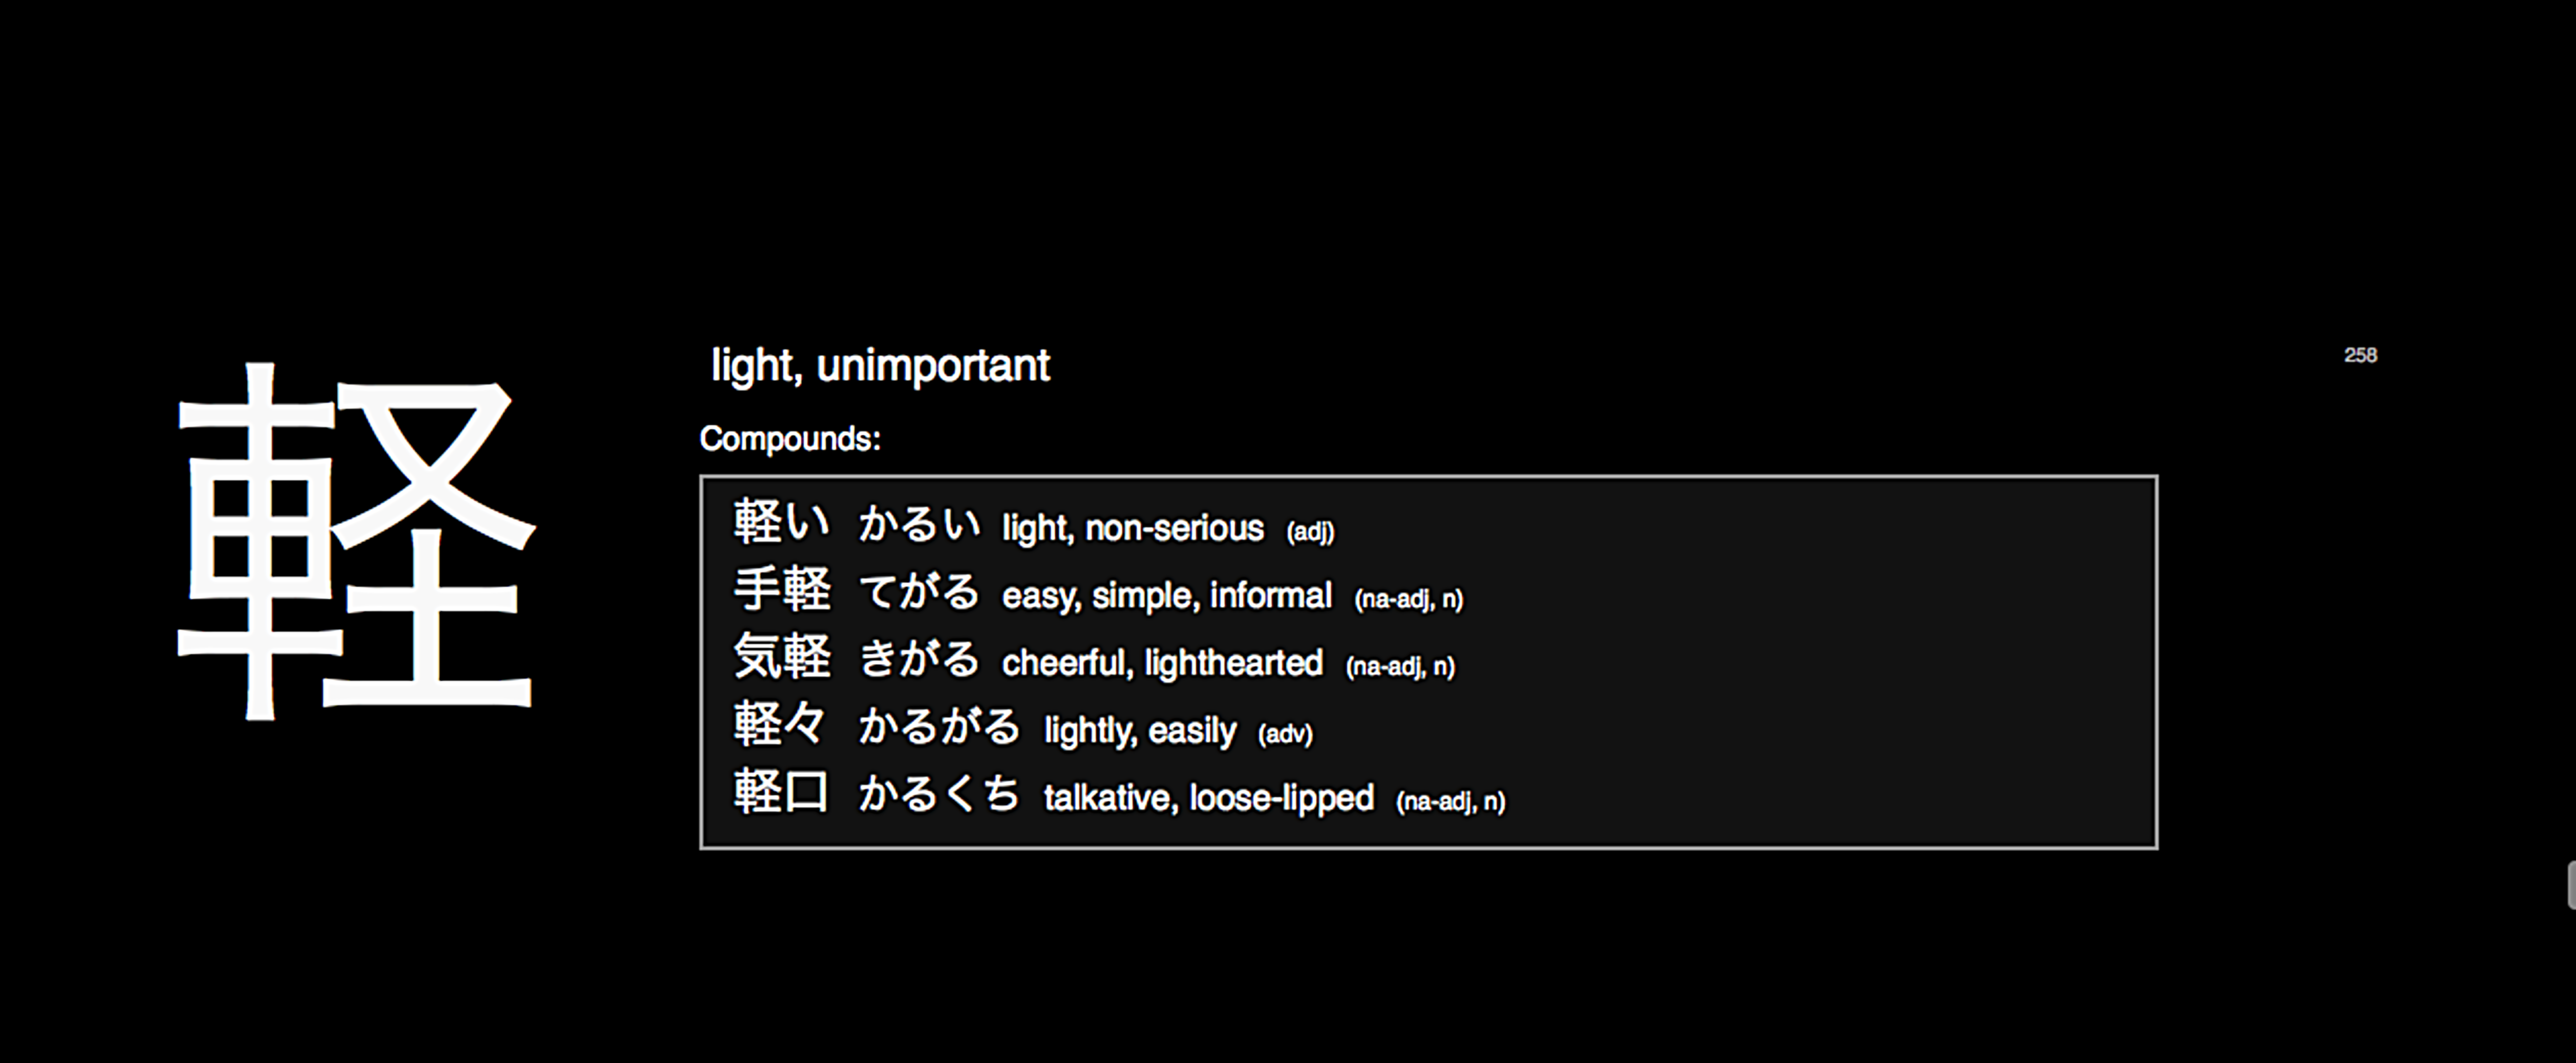 軽
light, unimportant
258
Compounds:
軽い かるい light, non-serious (adj)
手軽 てがる easy, simple, informal (na-adj, n)
気軽 きがる cheerful, lighthearted (na-adj, n)
軽々 かるがる lightly, easily (adv)
軽口 かるくち talkative, loose-lipped (na-adj, n)